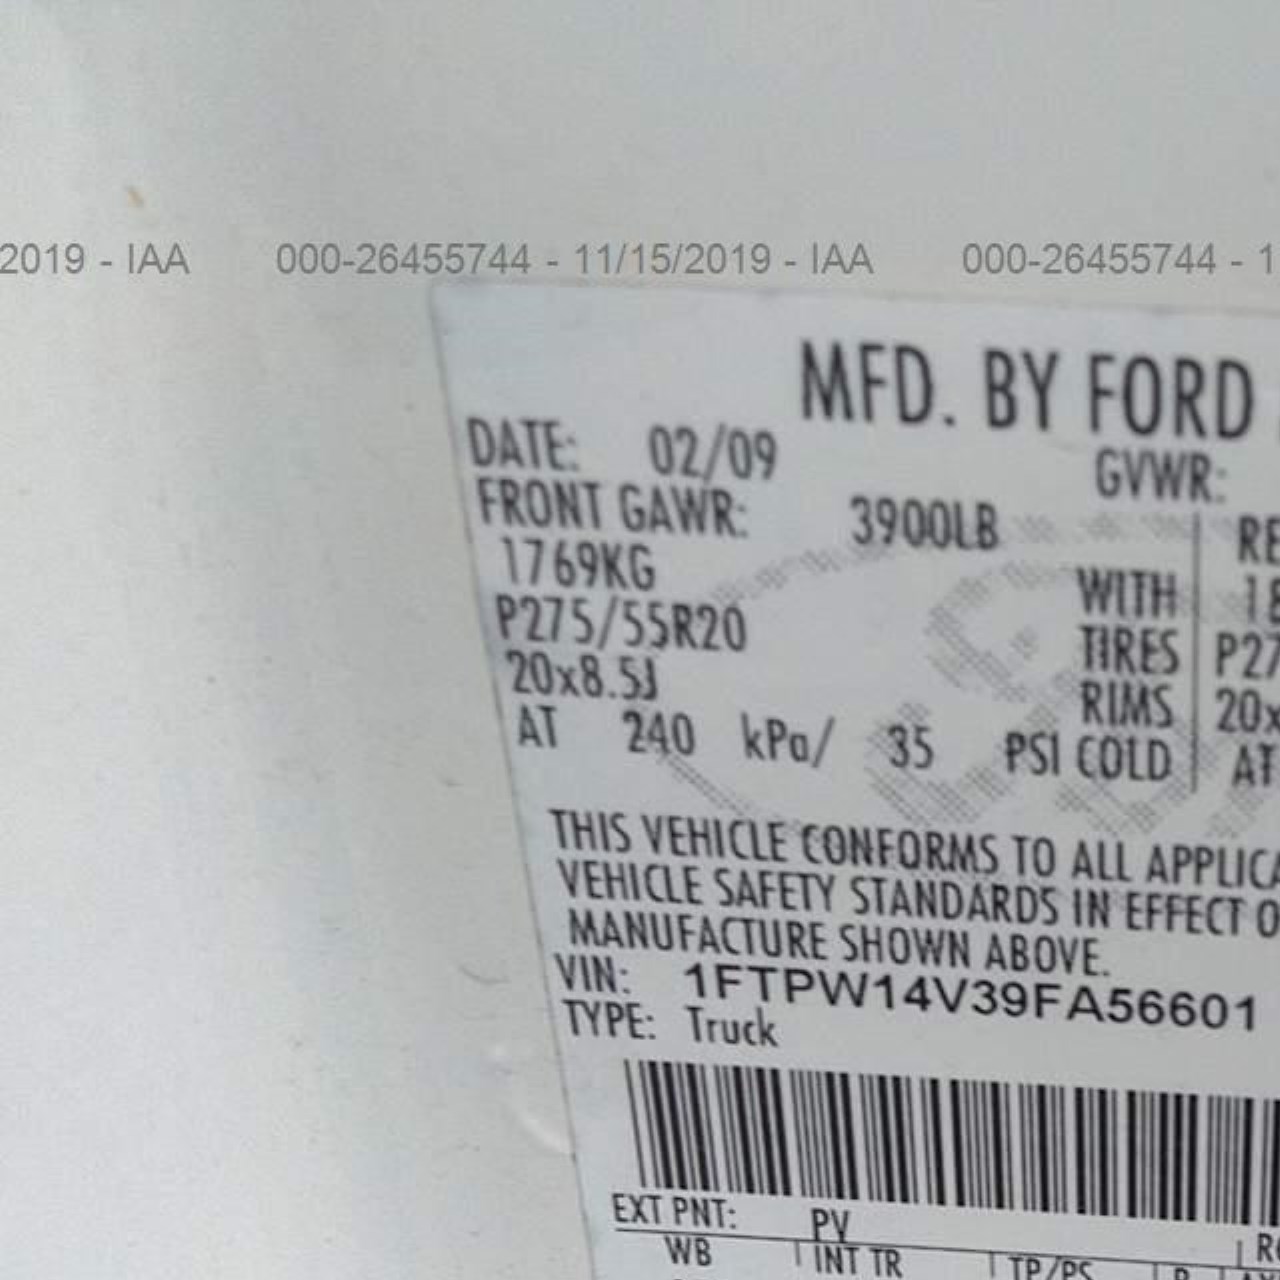 2019 - IAA 000-26455744 - 11/15/2019 - IAA 000-26455744 - 1
MFD. BY FORD
DATE: 02/09 GVWR:
FRONT GAWR: 3900LB RE
1769KG WITH 18
P275/55R20 TIRES P27
20x8.5J RIMS 20x
AT 240 kPa/ 35 PSI COLD AT
THIS VEHICLE CONFORMS TO ALL APPLICA
VEHICLE SAFETY STANDARDS IN EFFECT O
MANUFACTURE SHOWN ABOVE.
VIN: 1FTPW14V39FA56601
TYPE: Truck
EXT PNT: PV R
WB INT TR TP/PS R